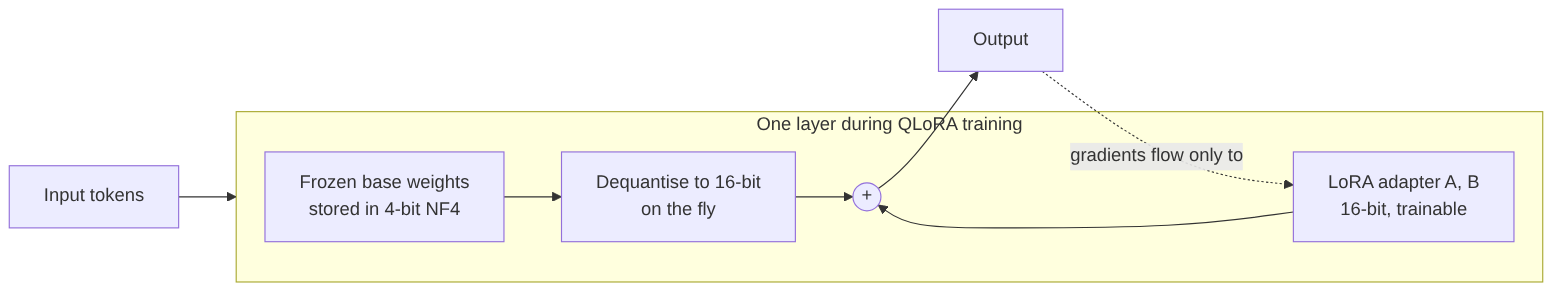 Output
One layer during QLoRA training
Input tokens
Frozen base weights
stored in 4-bit NF4
Dequantise to 16-bit
on the fly
+
gradients flow only to
LoRA adapter A, B
16-bit, trainable